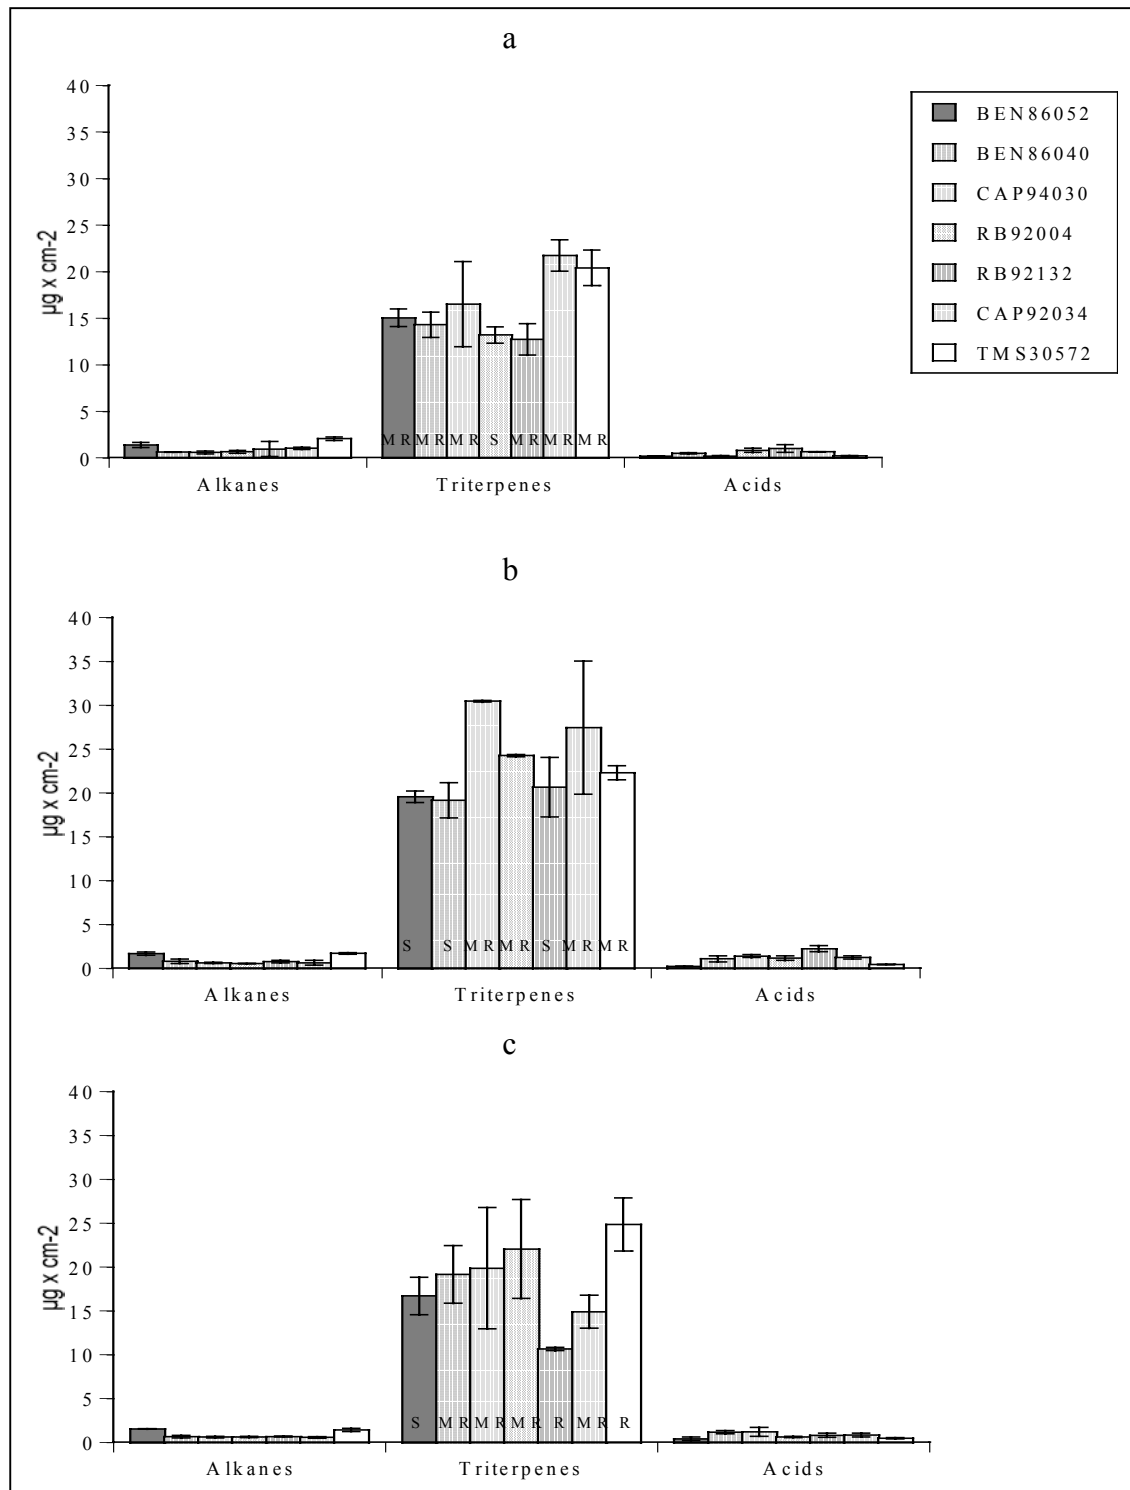 a
40
35
30
25
20
15
10
5
0
µg x cm-2
MR MR MR S MR MR MR
Alkanes Triterpenes Acids
BEN86052
BEN86040
CAP94030
RB92004
RB92132
CAP92034
TMS30572
b
40
35
30
25
20
15
10
5
0
µg x cm-2
S S MR MR S MR MR
Alkanes Triterpenes Acids
c
40
35
30
25
20
15
10
5
0
µg x cm-2
S MR MR MR R MR R
Alkanes Triterpenes Acids